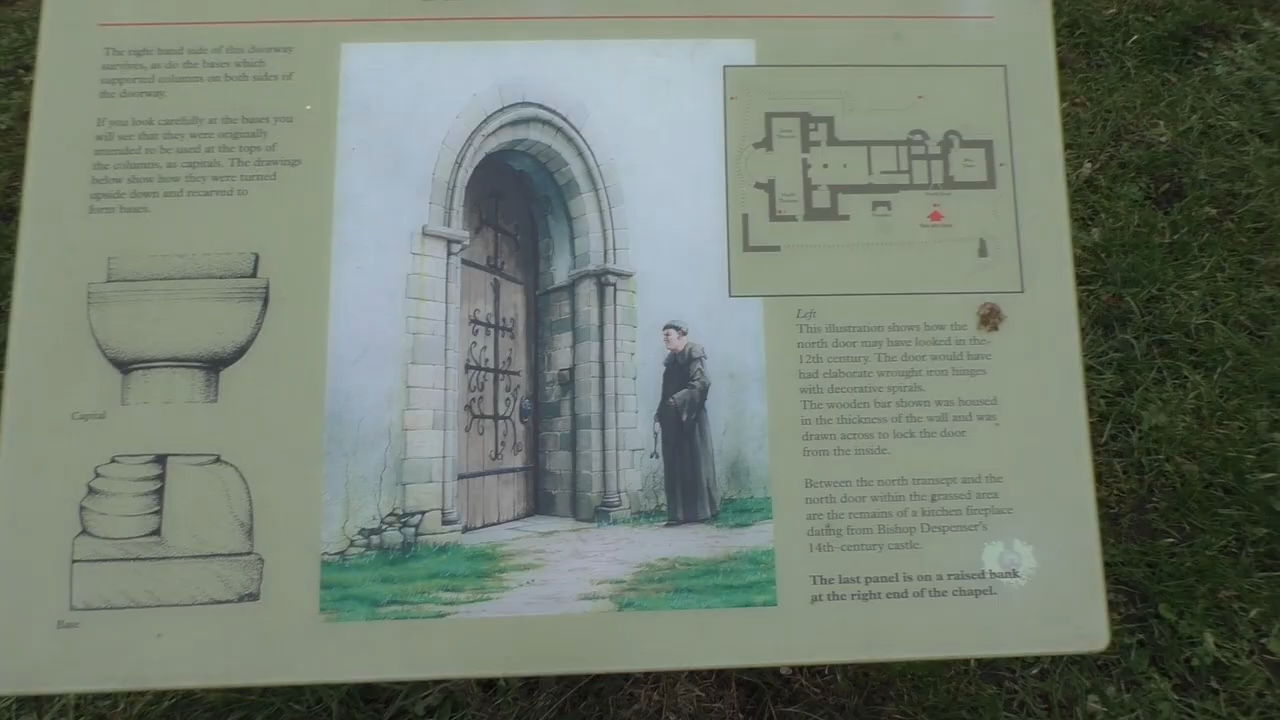 The right hand side of this doorway
survives, as do the bases which
supported columns on both sides of
the doorway.
If you look carefully at the bases you
will see that they were originally
intended to be used at the tops of
the columns, as capitals. The drawings
below show how they were turned
upside down and recarved to
form bases.
Capital
Base
Left
This illustration shows how the
north door may have looked in the
12th century. The door would have
had elaborate wrought iron hinges
with decorative spirals.
The wooden bar shown was housed
in the thickness of the wall and was
drawn across to lock the door
from the inside.
Between the north transept and the
north door within the grassed area
are the remains of a kitchen fireplace
dating from Bishop Despenser's
14th-century castle.
The last panel is on a raised bank
at the right end of the chapel.